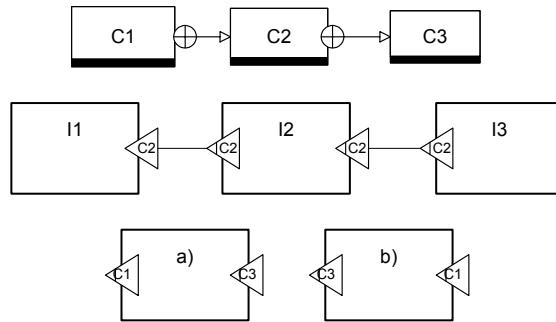 C1 C2 C3
I1 I2 I3
C2 C2 C2 C2
a) b)
C1 C3 C3 C1